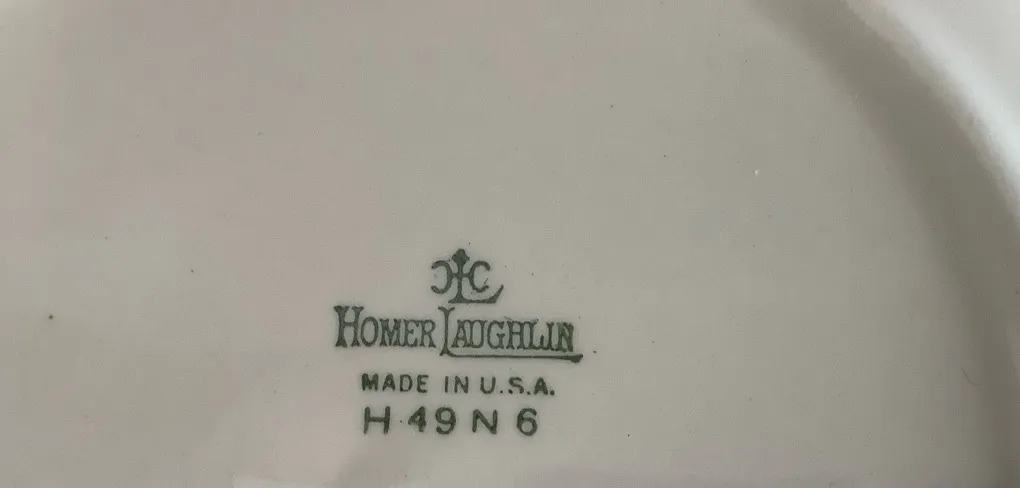 HLC
HOMER LAUGHLIN
MADE IN U.S.A.
H 49 N 6